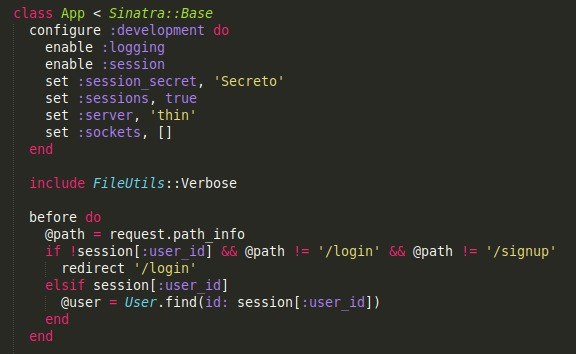 class App < Sinatra::Base
  configure :development do
    enable :logging
    enable :session
    set :session_secret, 'Secreto'
    set :sessions, true
    set :server, 'thin'
    set :sockets, []
  end

  include FileUtils::Verbose

  before do
    @path = request.path_info
    if !session[:user_id] && @path != '/login' && @path != '/signup'
      redirect '/login'
    elsif session[:user_id]
      @user = User.find(id: session[:user_id])
    end
  end